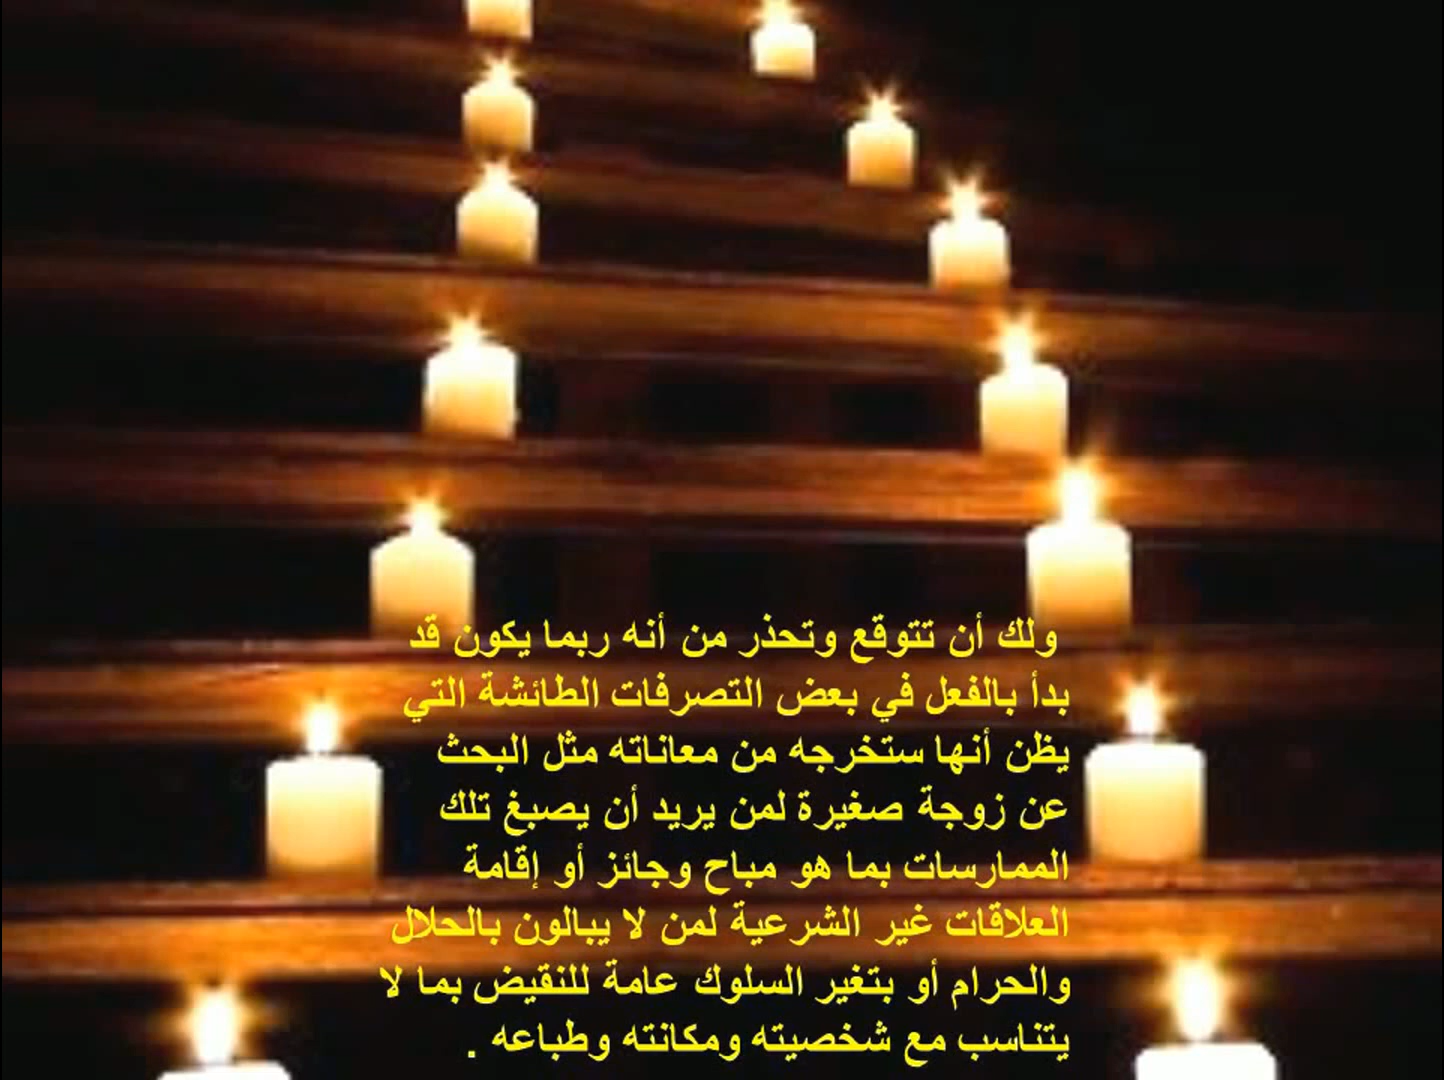 ولك أن تتوقع وتحذر من أنه ربما يكون قد
بدأ بالفعل في بعض التصرفات الطائشة التي
يظن أنها ستخرجه من معاناته مثل البحث
عن زوجة صغيرة لمن يريد أن يصبغ تلك
الممارسات بما هو مباح وجائز أو إقامة
العلاقات غير الشرعية لمن لا يبالون بالحلال
والحرام أو بتغير السلوك عامة للنقيض بما لا
يتناسب مع شخصيته ومكانته وطباعه .